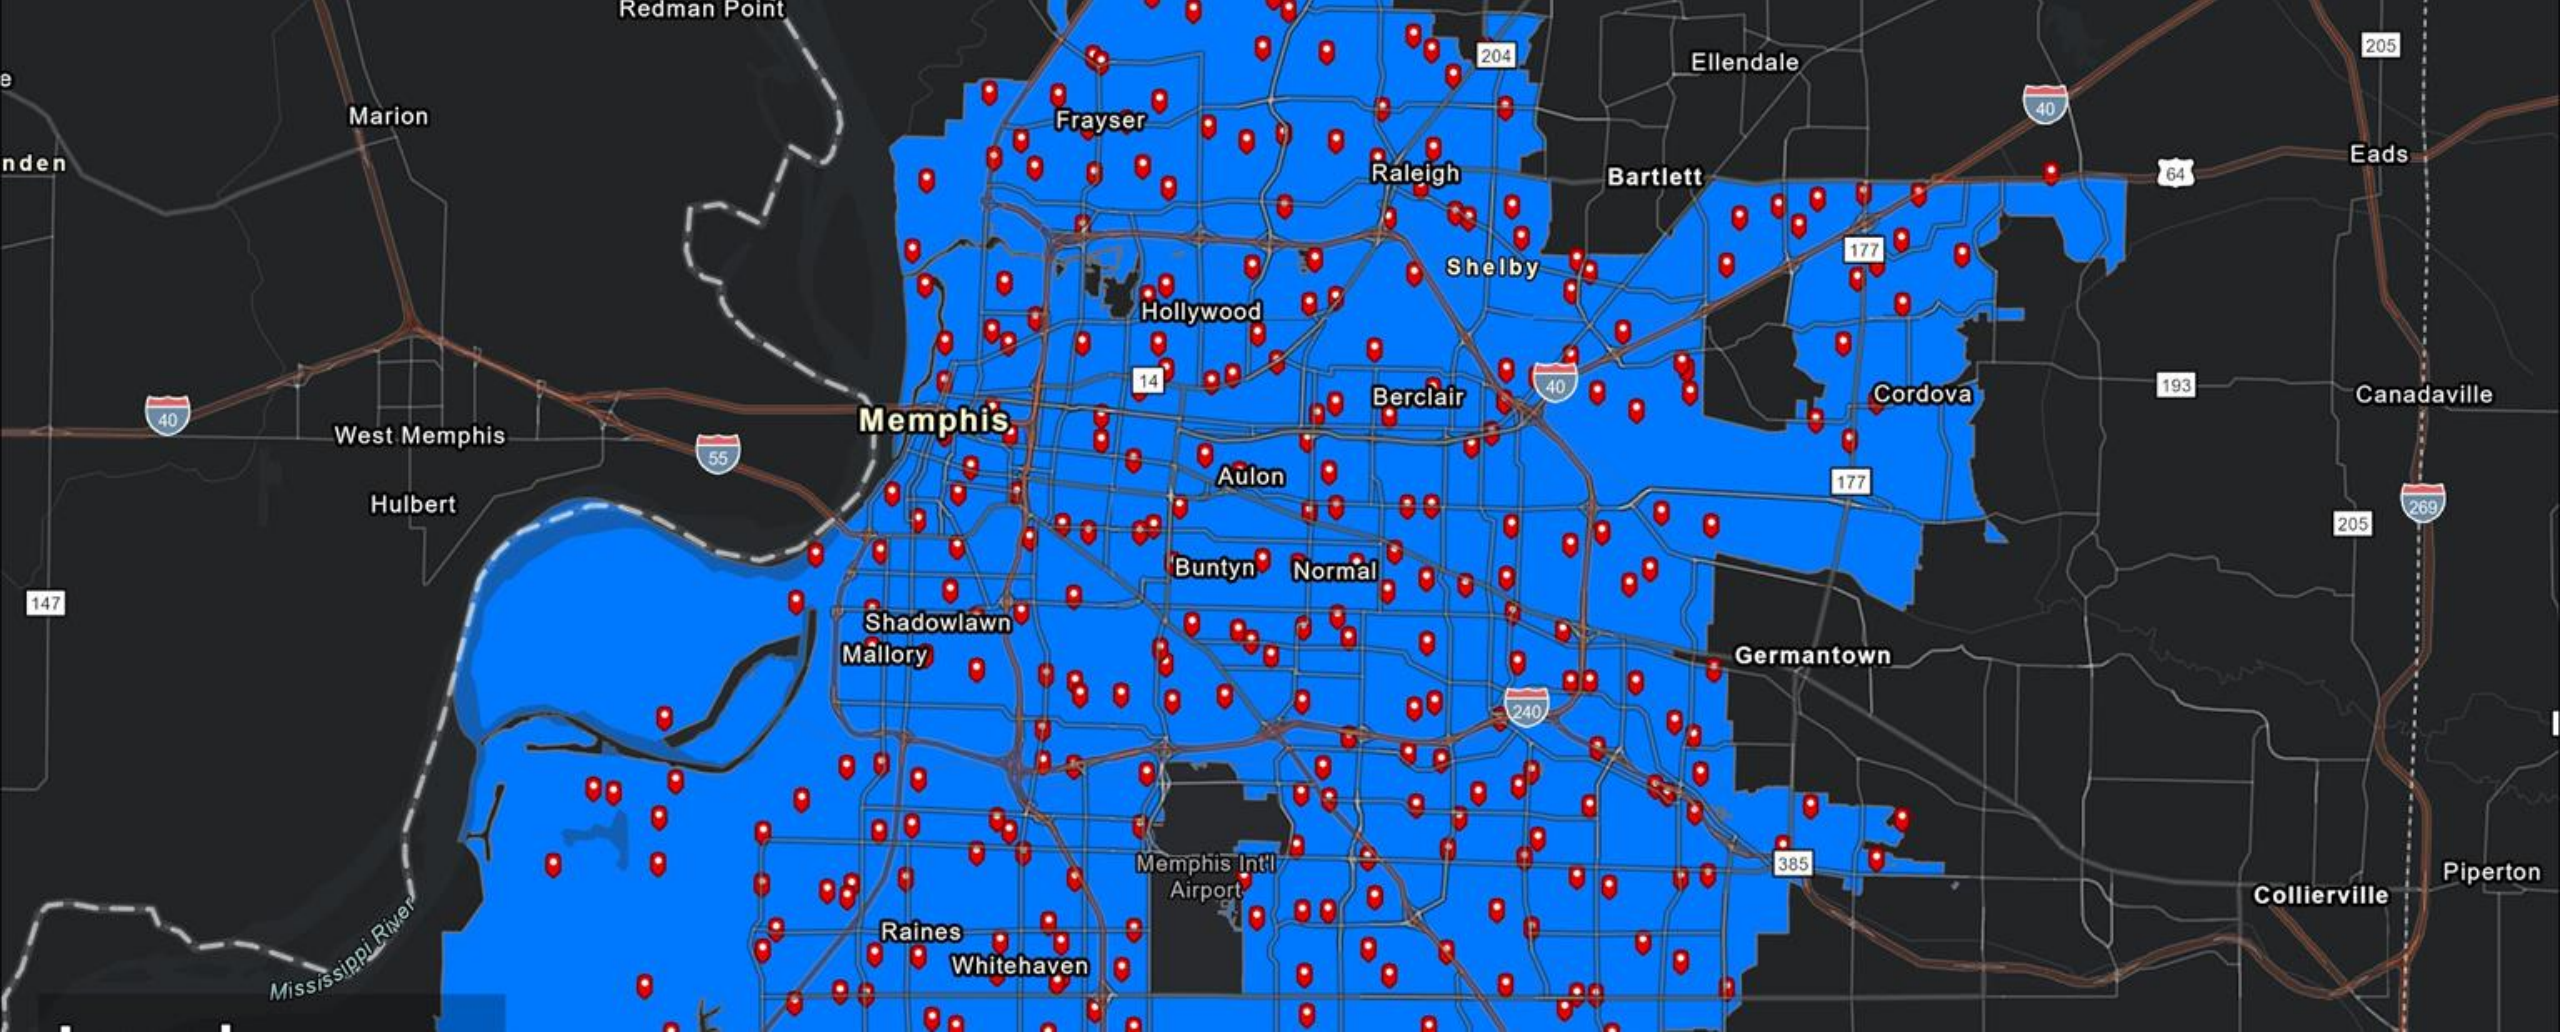 Redman Point
204
205
Ellendale
e
40
Marion
Frayser
Eads
nden
Raleigh
Bartlett
64
177
Shelby
Hollywood
14
40
193
Cordova
Canadaville
Berclair
40
Memphis
West Memphis
55
Aulon
177
Hulbert
269
205
Buntyn
Normal
147
Shadowlawn
Mallory
Germantown
240
Memphis Int'l
Airport
385
Piperton
Collierville
Raines
Whitehaven
Mississippi River